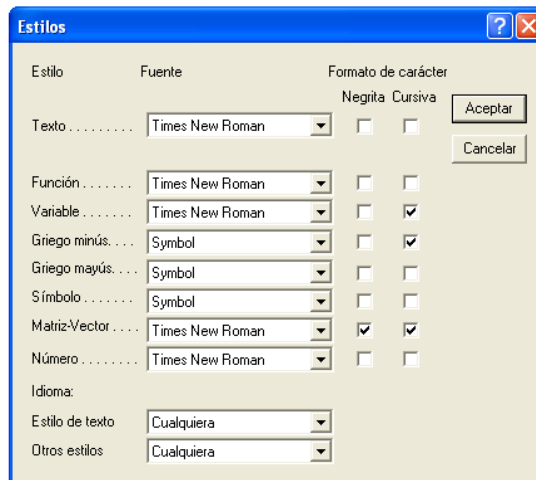 Estilos
Estilo Fuente Formato de carácter
Negrita Cursiva
Aceptar
Texto . . . . . . . . . Times New Roman
Cancelar
Función . . . . . . . Times New Roman
Variable . . . . . . . Times New Roman
Griego minús. . . . Symbol
Griego mayús. . . . Symbol
Símbolo . . . . . . . Symbol
Matriz-Vector . . . . Times New Roman
Número . . . . . . . . Times New Roman
Idioma:
Estilo de texto Cualquiera
Otros estilos Cualquiera